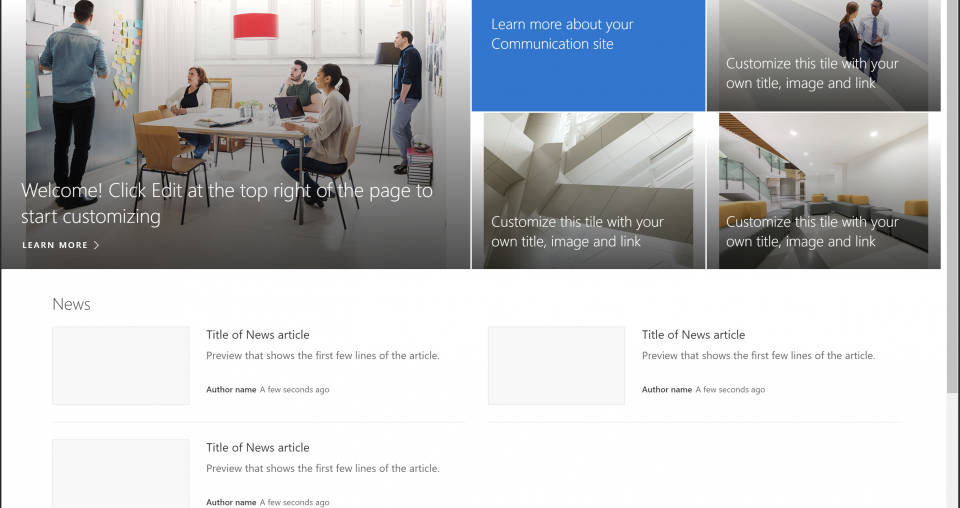 Learn more about your
Communication site
Customize this tile with your
own title, image and link
Welcome! Click Edit at the top right of the page to
start customizing
LEARN MORE
Customize this tile with your
own title, image and link
Customize this tile with your
own title, image and link
News
Title of News article
Preview that shows the first few lines of the article.
Author name A few seconds ago
Title of News article
Preview that shows the first few lines of the article.
Author name A few seconds ago
Title of News article
Preview that shows the first few lines of the article.
Author name A few seconds ago